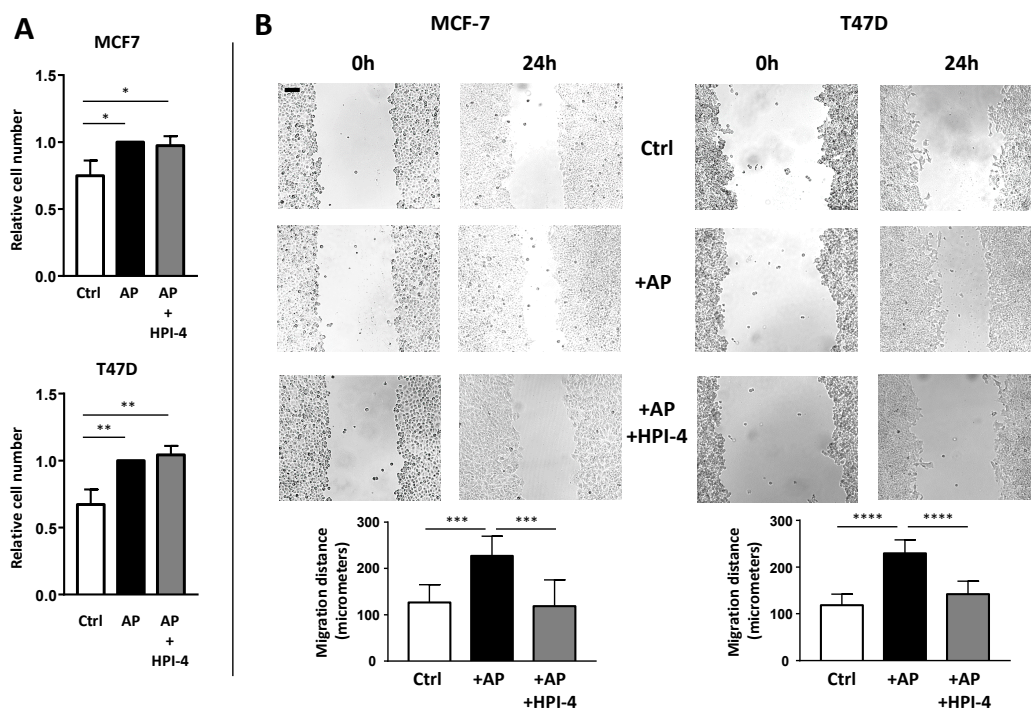 A
MCF7
1.5
1.0
0.5
0.0
Relative cell number
*
*
Ctrl AP AP
+
HPI-4
T47D
1.5
1.0
0.5
0.0
Relative cell number
**
**
Ctrl AP AP
+
HPI-4
B
MCF-7 T47D
0h 24h 0h 24h
Ctrl
+AP
+AP
+HPI-4
300
200
100
0
Migration distance
(micrometers)
*** ***
Ctrl +AP +AP
+HPI-4
300
200
100
0
Migration distance
(micrometers)
**** ****
Ctrl +AP +AP
+HPI-4